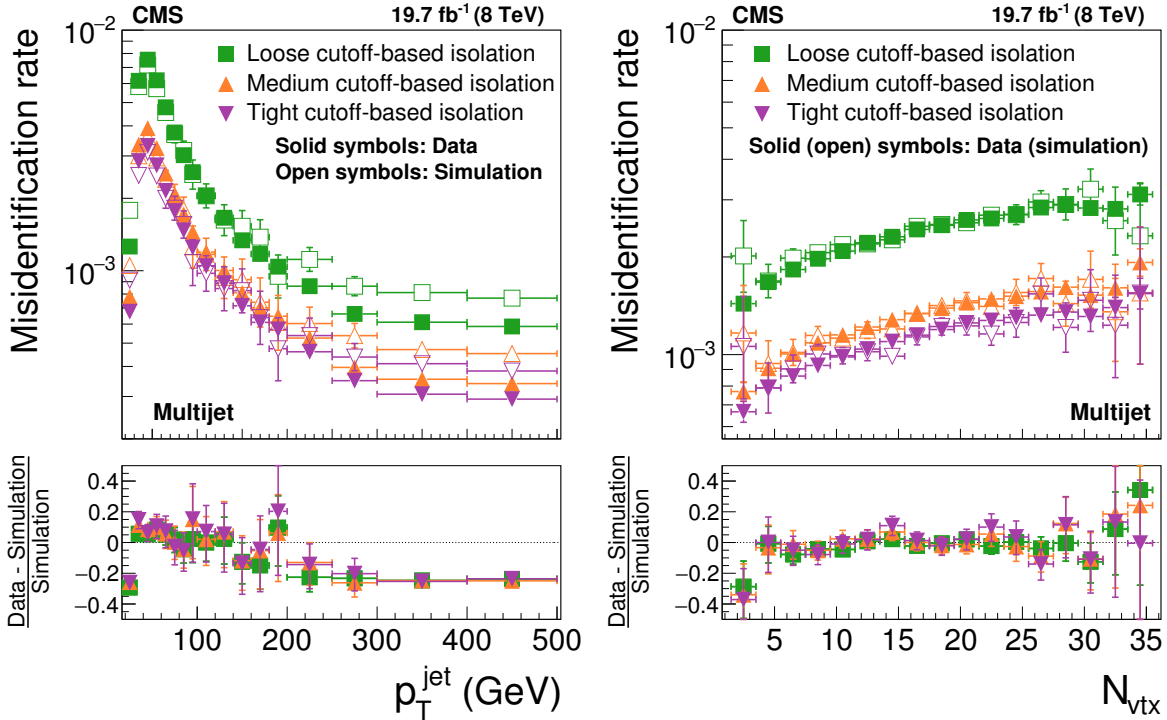 CMS 19.7 fb⁻¹ (8 TeV)
Misidentification rate
10⁻²
10⁻³
Loose cutoff-based isolation
Medium cutoff-based isolation
Tight cutoff-based isolation
Solid symbols: Data
Open symbols: Simulation
Multijet
Data - Simulation
Simulation
0.4
0.2
0
−0.2
−0.4
100 200 300 400 500
p_T^jet (GeV)
CMS 19.7 fb⁻¹ (8 TeV)
Misidentification rate
10⁻²
10⁻³
Loose cutoff-based isolation
Medium cutoff-based isolation
Tight cutoff-based isolation
Solid (open) symbols: Data (simulation)
Multijet
Data - Simulation
Simulation
0.4
0.2
0
−0.2
−0.4
5 10 15 20 25 30 35
N_vtx